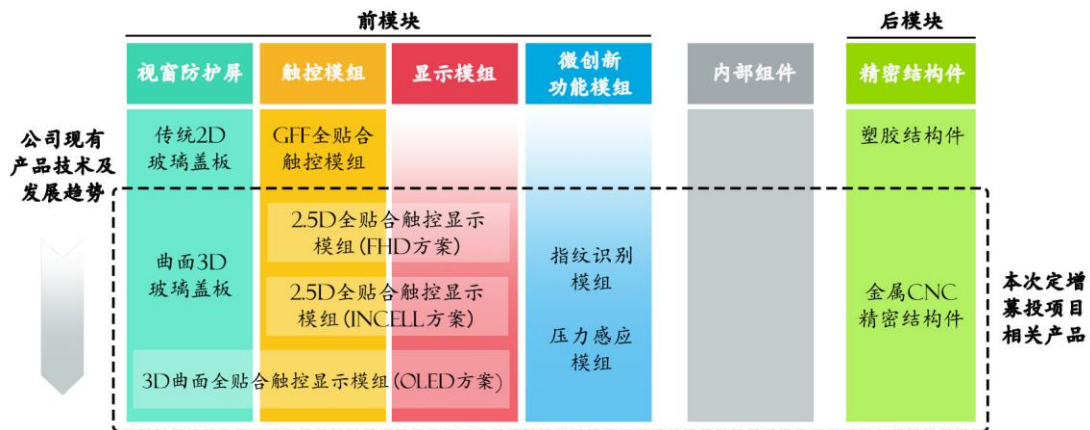 前模块
后模块
视窗防护屏
触控模组
显示模组
微创新
功能模组
内部组件
精密结构件
公司现有
产品技术及
发展趋势
传统2D
玻璃盖板
GFF全贴合
触控模组
塑胶结构件
曲面3D
玻璃盖板
2.5D全贴合触控显示
模组(FHD方案)
2.5D全贴合触控显示
模组(INCELL方案)
3D曲面全贴合触控显示模组(OLED方案)
指纹识别
模组
压力感应
模组
金属CNC
精密结构件
本次定增
募投项目
相关产品